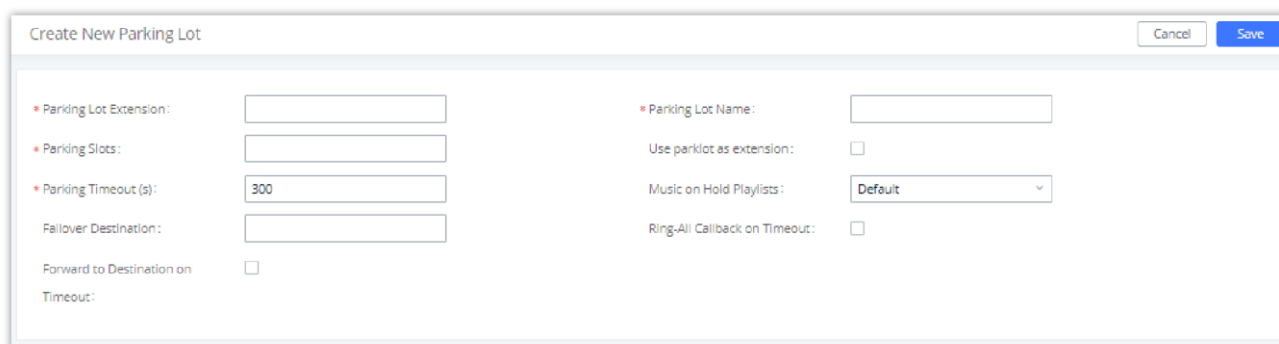 Create New Parking Lot
Cancel
Save
* Parking Lot Extension:
* Parking Lot Name:
* Parking Slots:
Use parklot as extension:
* Parking Timeout (s):
300
Music on Hold Playlists:
Default
Failover Destination:
Ring-All Callback on Timeout:
Forward to Destination on
Timeout: